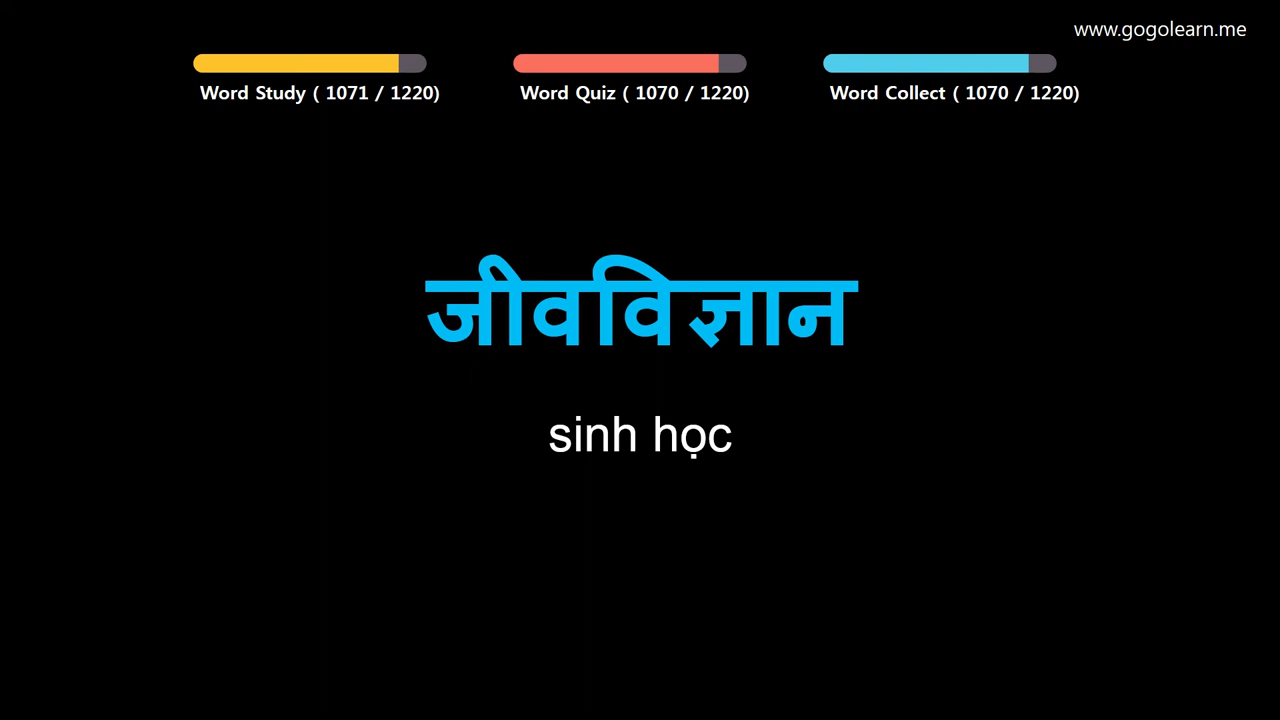 www.gogolearn.me
Word Study ( 1071 / 1220)
Word Quiz ( 1070 / 1220)
Word Collect ( 1070 / 1220)
जीवविज्ञान
sinh học